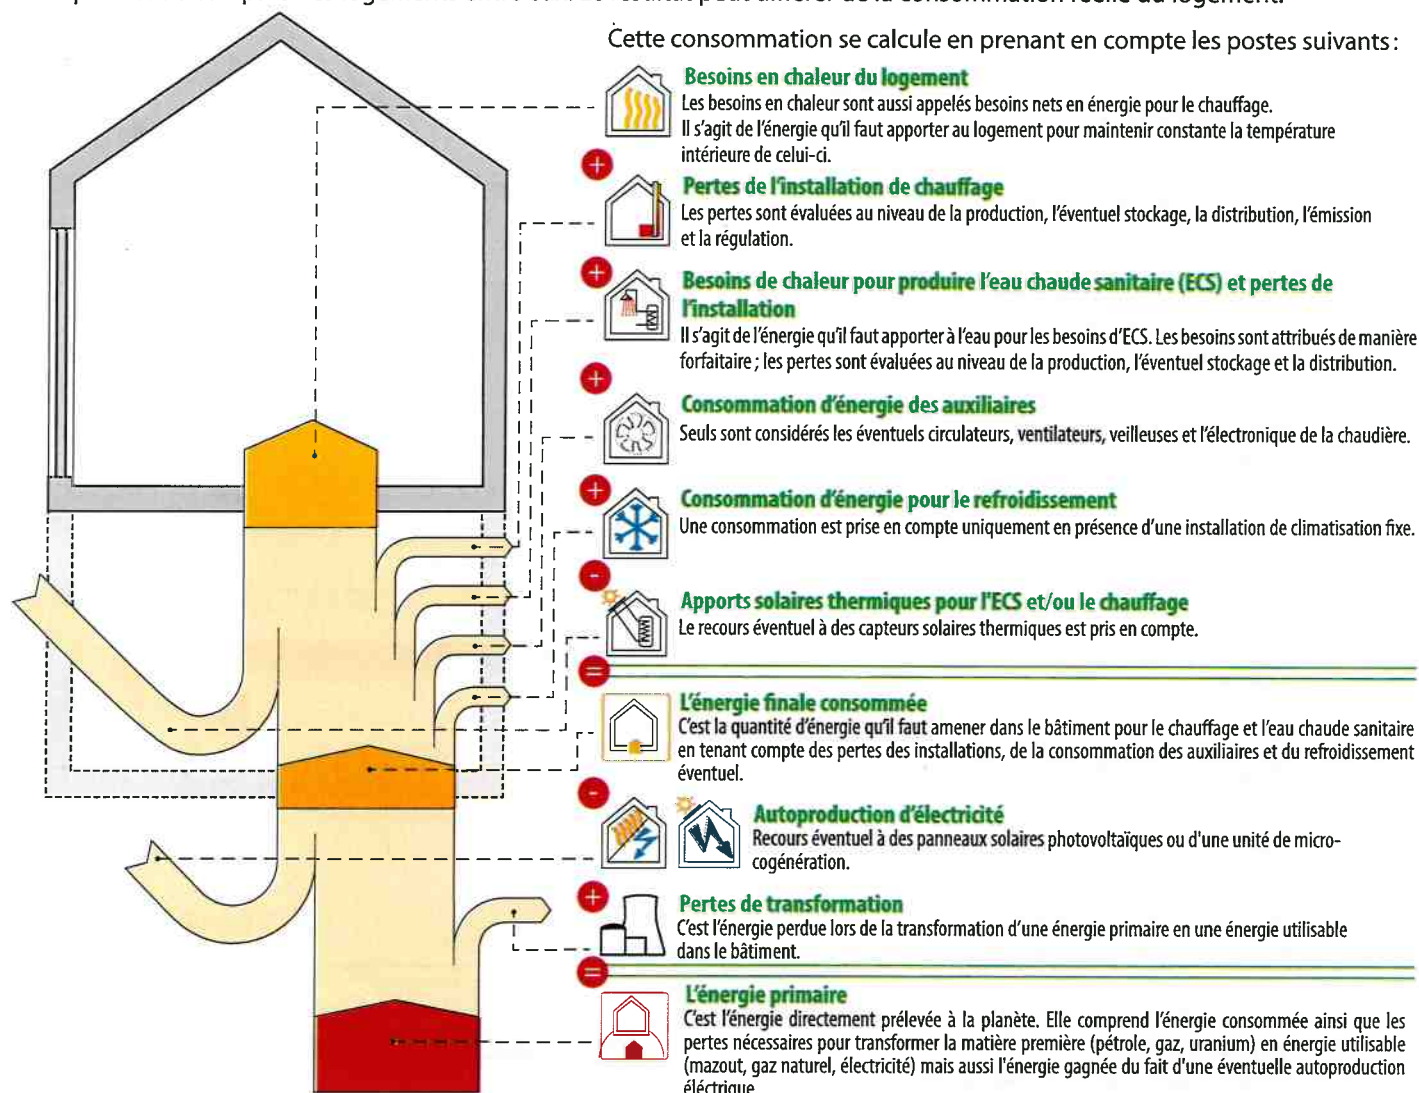 Cette consommation se calcule en prenant en compte les postes suivants :
Besoins en chaleur du logement
Les besoins en chaleur sont aussi appelés besoins nets en énergie pour le chauffage.
Il s'agit de l'énergie qu'il faut apporter au logement pour maintenir constante la température
intérieure de celui-ci.
+
Pertes de l'installation de chauffage
Les pertes sont évaluées au niveau de la production, l'éventuel stockage, la distribution, l'émission
et la régulation.
+
Besoins de chaleur pour produire l'eau chaude sanitaire (ECS) et pertes de
l'installation
Il s'agit de l'énergie qu'il faut apporter à l'eau pour les besoins d'ECS. Les besoins sont attribués de manière
forfaitaire ; les pertes sont évaluées au niveau de la production, l'éventuel stockage et la distribution.
+
Consommation d'énergie des auxiliaires
Seuls sont considérés les éventuels circulateurs, ventilateurs, veilleuses et l'électronique de la chaudière.
+
Consommation d'énergie pour le refroidissement
Une consommation est prise en compte uniquement en présence d'une installation de climatisation fixe.
-
Apports solaires thermiques pour l'ECS et/ou le chauffage
Le recours éventuel à des capteurs solaires thermiques est pris en compte.
=
L'énergie finale consommée
C'est la quantité d'énergie qu'il faut amener dans le bâtiment pour le chauffage et l'eau chaude sanitaire
en tenant compte des pertes des installations, de la consommation des auxiliaires et du refroidissement
éventuel.
-
Autoproduction d'électricité
Recours éventuel à des panneaux solaires photovoltaïques ou d'une unité de micro-
cogénération.
+
Pertes de transformation
C'est l'énergie perdue lors de la transformation d'une énergie primaire en une énergie utilisable
dans le bâtiment.
=
L'énergie primaire
C'est l'énergie directement prélevée à la planète. Elle comprend l'énergie consommée ainsi que les
pertes nécessaires pour transformer la matière première (pétrole, gaz, uranium) en énergie utilisable
(mazout, gaz naturel, électricité) mais aussi l'énergie gagnée du fait d'une éventuelle autoproduction
éléctrique